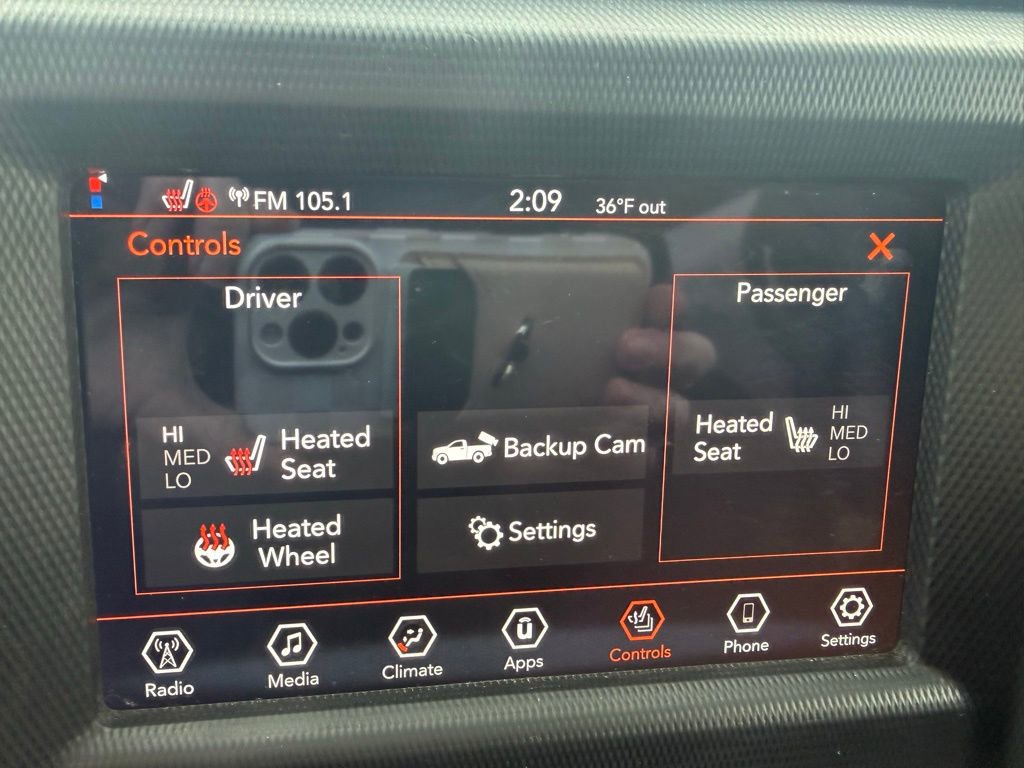 FM 105.1
2:09
36°F out
Controls
Driver
HI
MED
LO
Heated
Seat
Heated
Wheel
Backup Cam
Settings
Passenger
Heated
Seat
HI
MED
LO
Radio
Media
Climate
ū
Apps
Controls
Phone
Settings